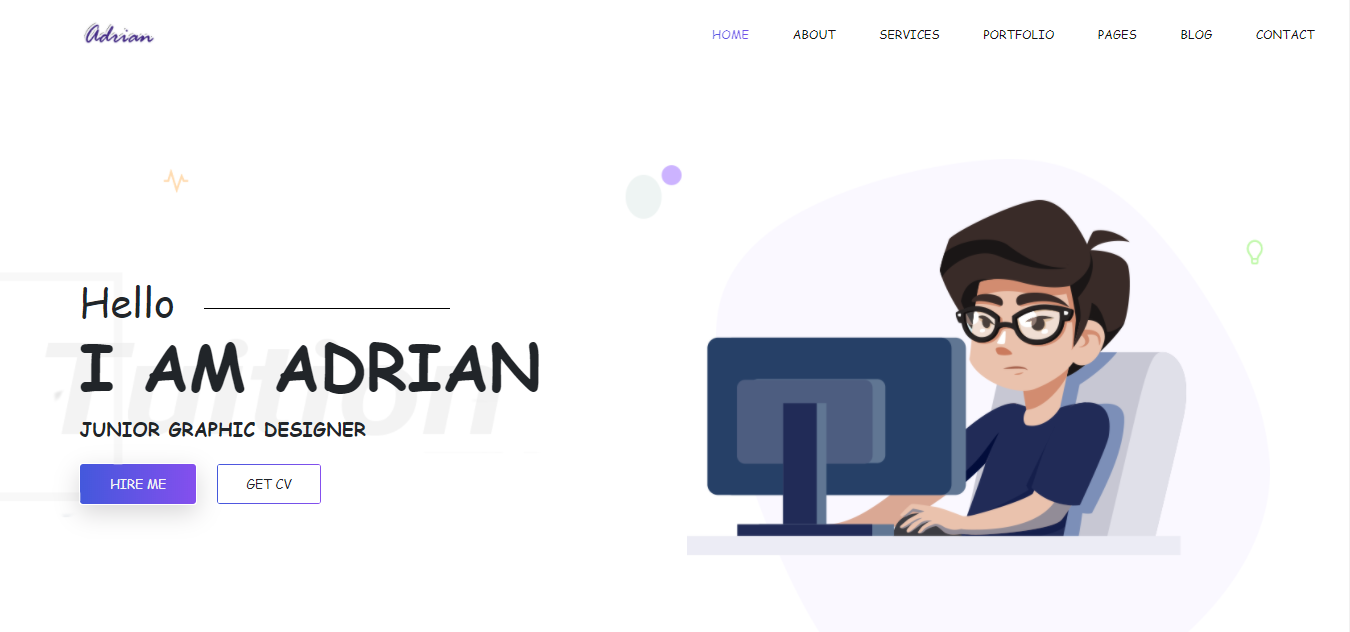 Adrian
HOME ABOUT SERVICES PORTFOLIO PAGES BLOG CONTACT
Hello
I AM ADRIAN
Tuition
JUNIOR GRAPHIC DESIGNER
HIRE ME GET CV